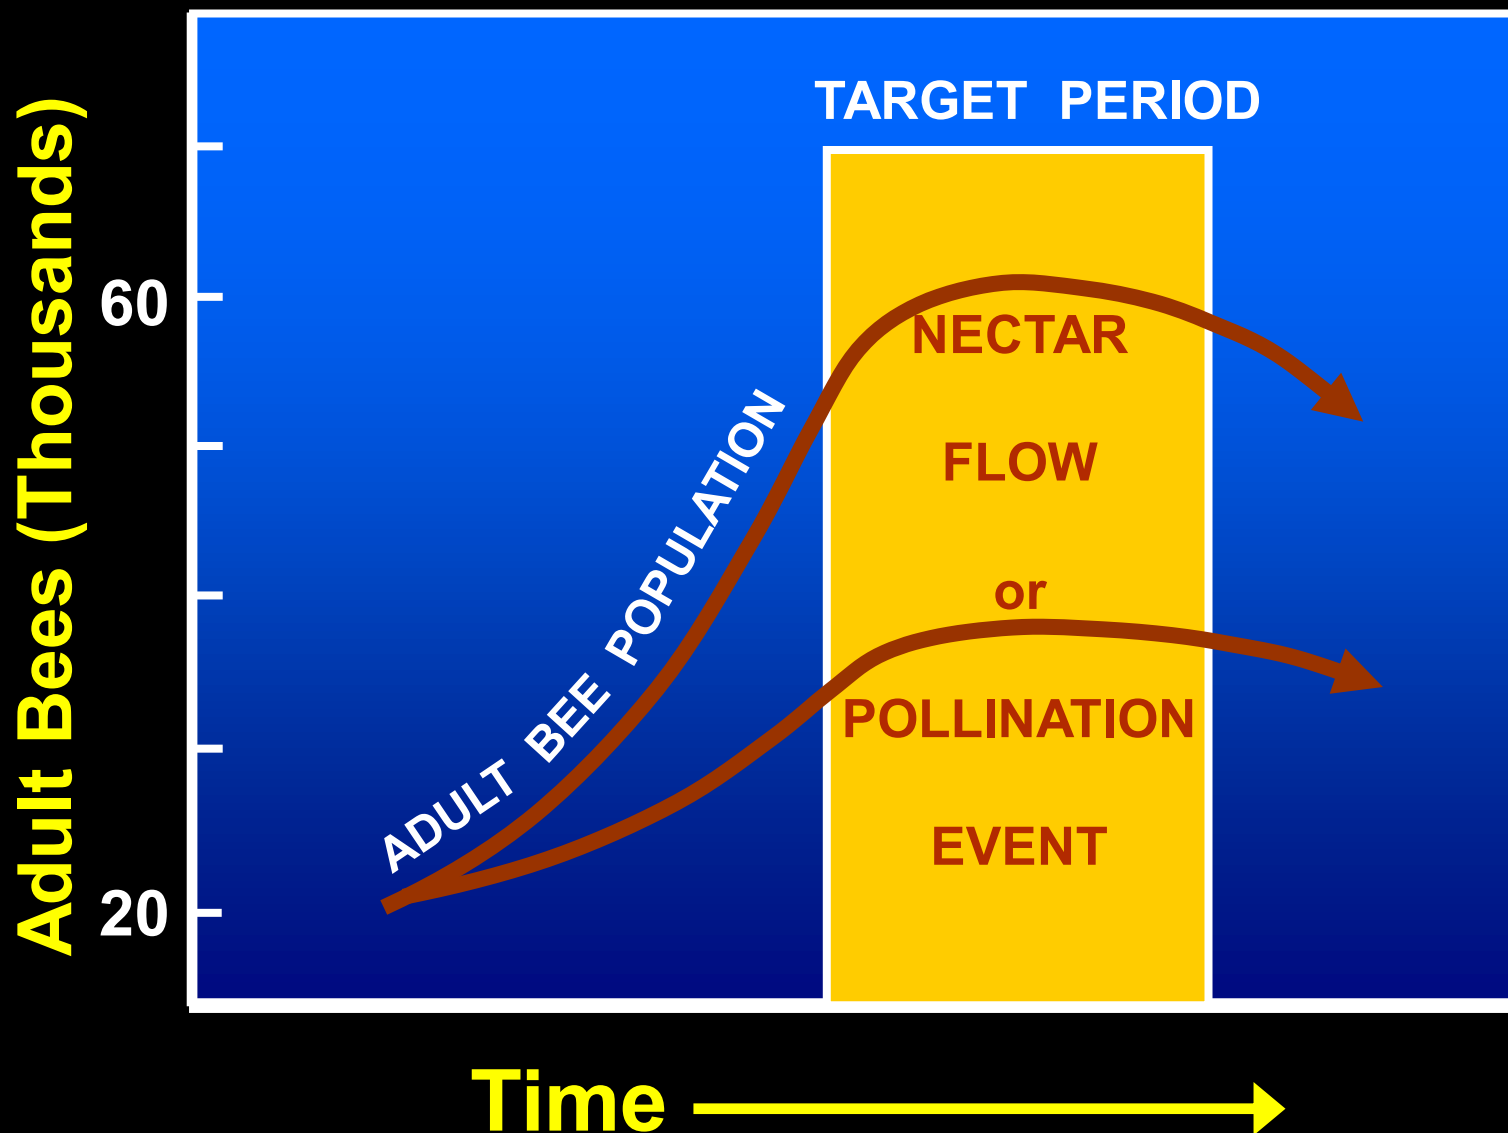 TARGET PERIOD
Adult Bees (Thousands)
60
20
ADULT BEE POPULATION
NECTAR
FLOW
or
POLLINATION
EVENT
Time